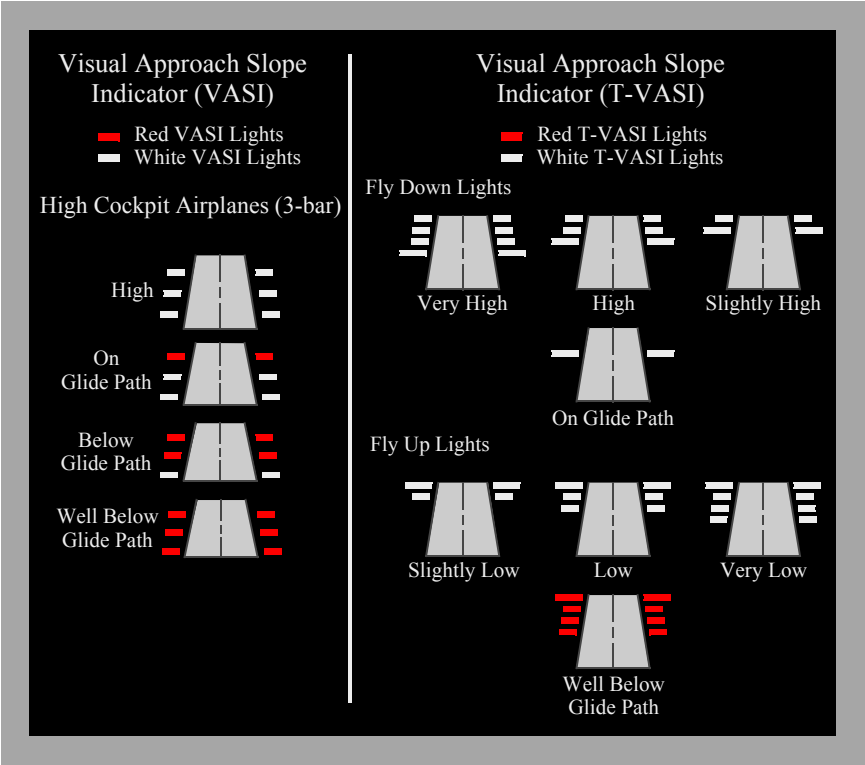 Visual Approach Slope
Indicator (VASI)
Red VASI Lights
White VASI Lights
High Cockpit Airplanes (3-bar)
High
On
Glide Path
Below
Glide Path
Well Below
Glide Path
Visual Approach Slope
Indicator (T-VASI)
Red T-VASI Lights
White T-VASI Lights
Fly Down Lights
Very High
High
Slightly High
On Glide Path
Fly Up Lights
Slightly Low
Low
Very Low
Well Below
Glide Path